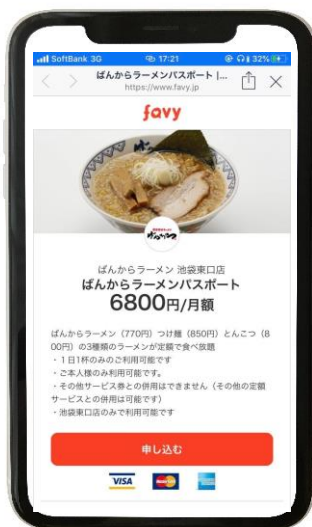 SoftBank 3G 17:21 32%
ばんからラーメンパスポート |...
https://www.favy.jp
favy
ばんからラーメン 池袋東口店
ばんからラーメンパスポート
6800円/月額
ばんからラーメン（770円）つけ麺（850円）とんこつ（8
00円）の3種類のラーメンが定額で食べ放題
・1日1杯のみのご利用可能です
・ご本人様のみ利用可能です。
・その他サービス券との併用はできません（その他の定額
サービスとの併用は可能です）
・池袋東口店のみで利用可能です
申し込む
VISA